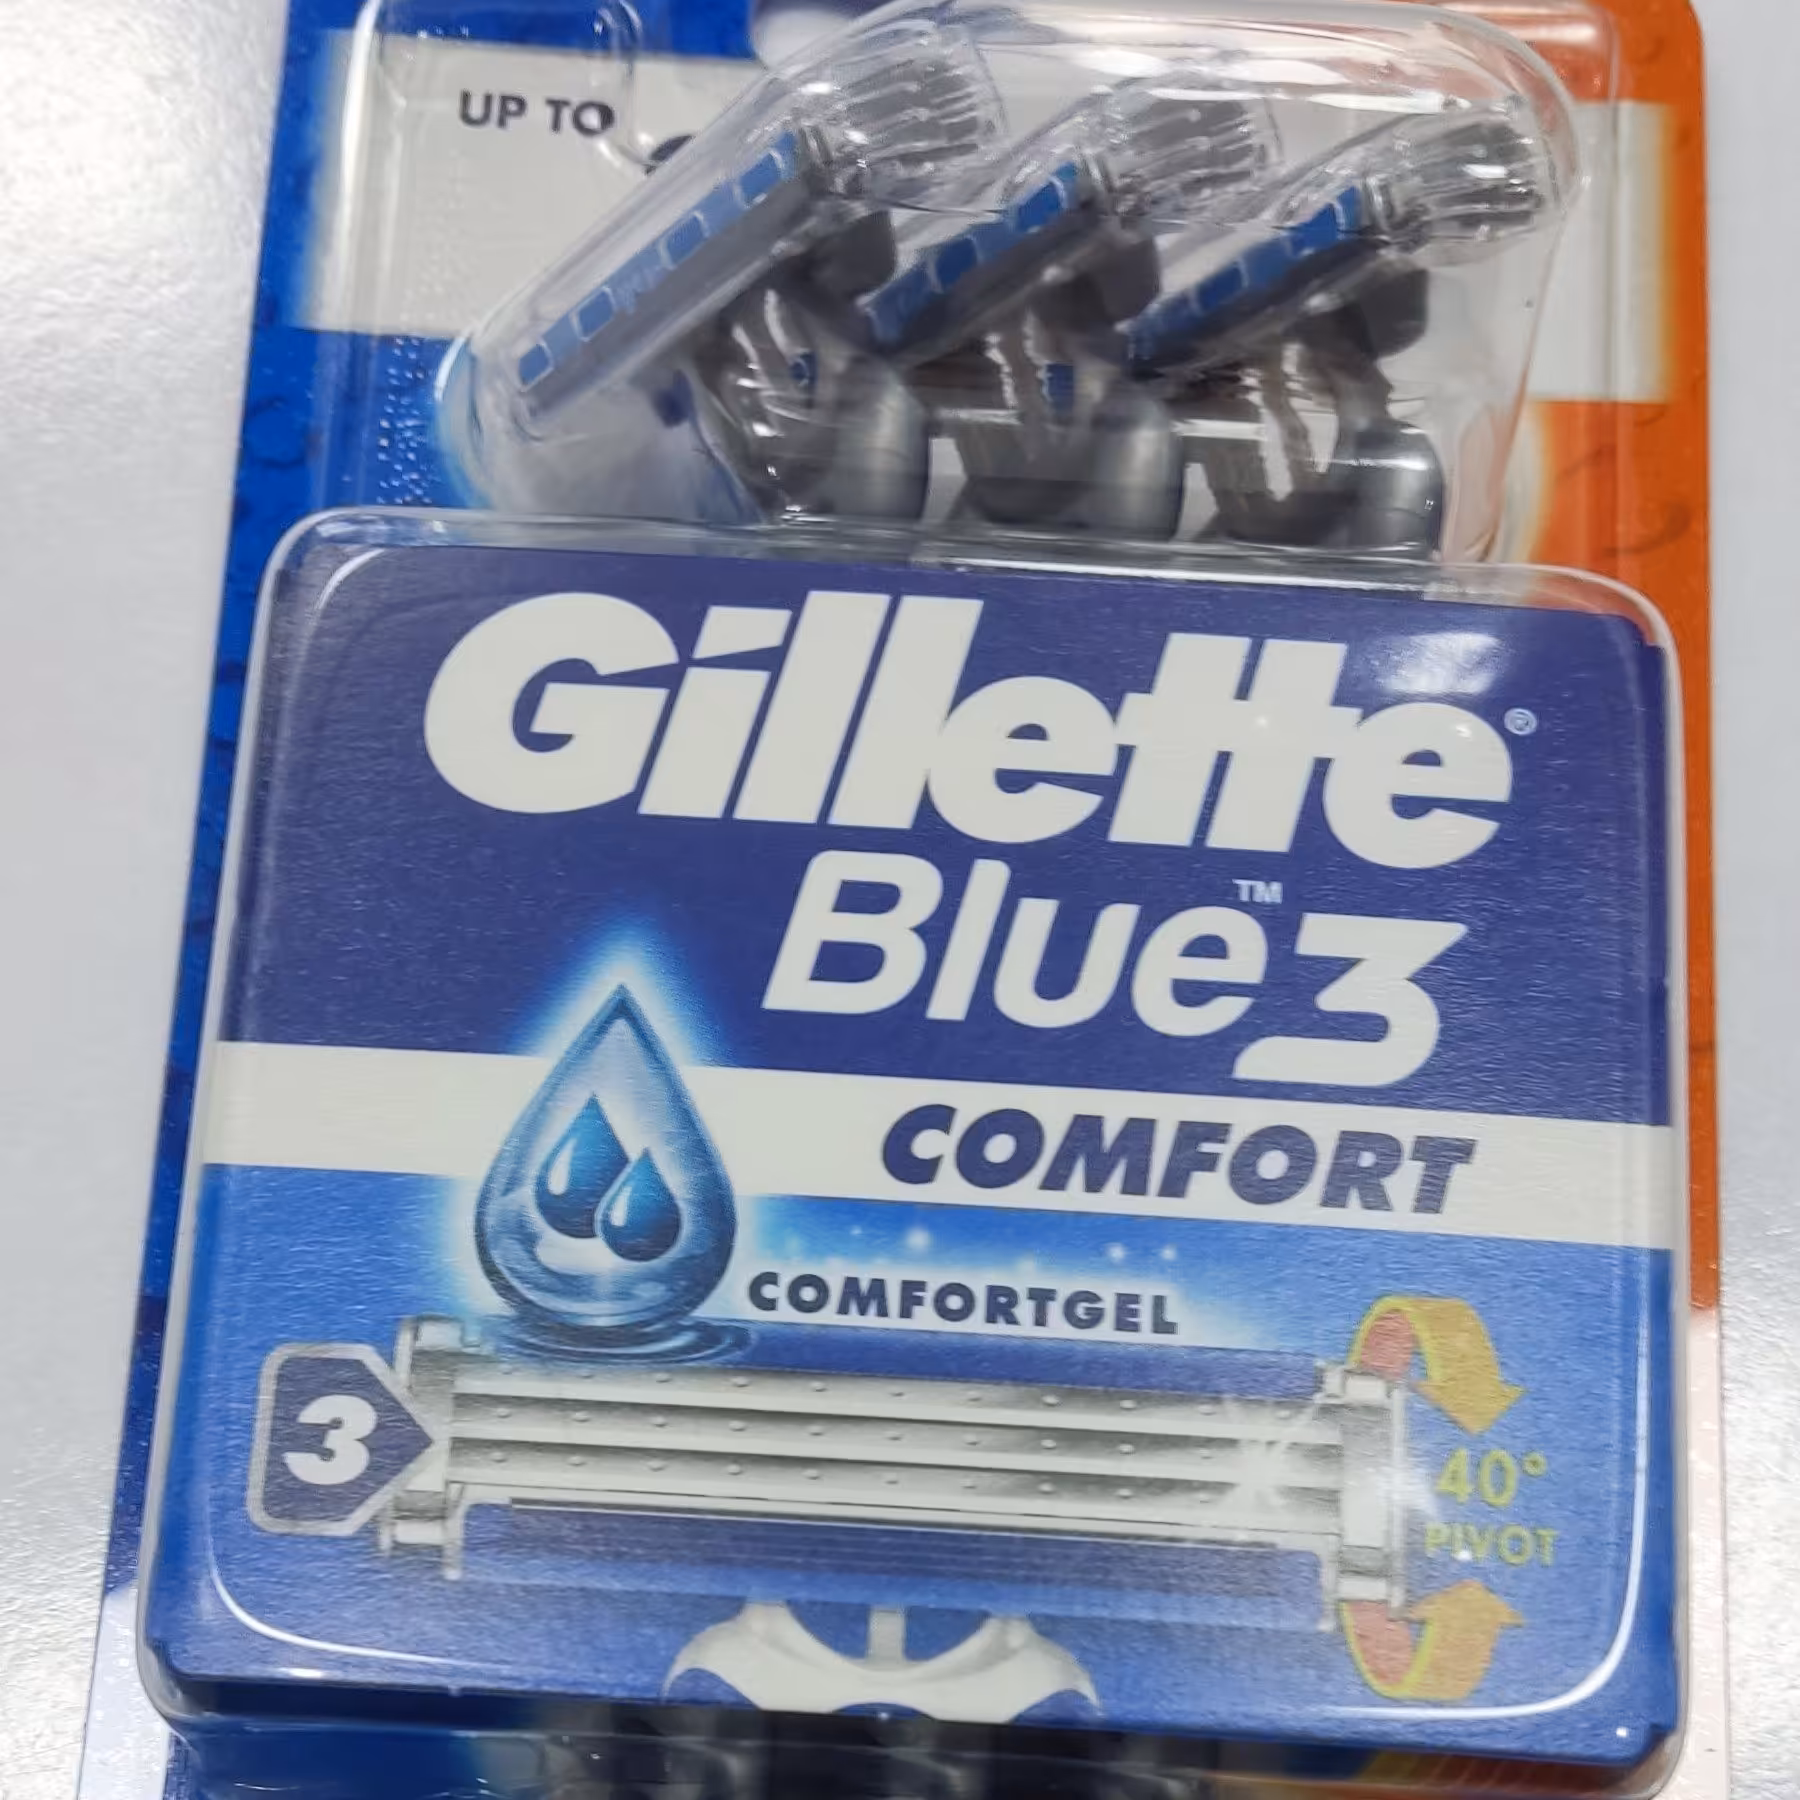 UP TO
Gillette®
Blue™3
COMFORT
COMFORTGEL
3
40°
PIVOT